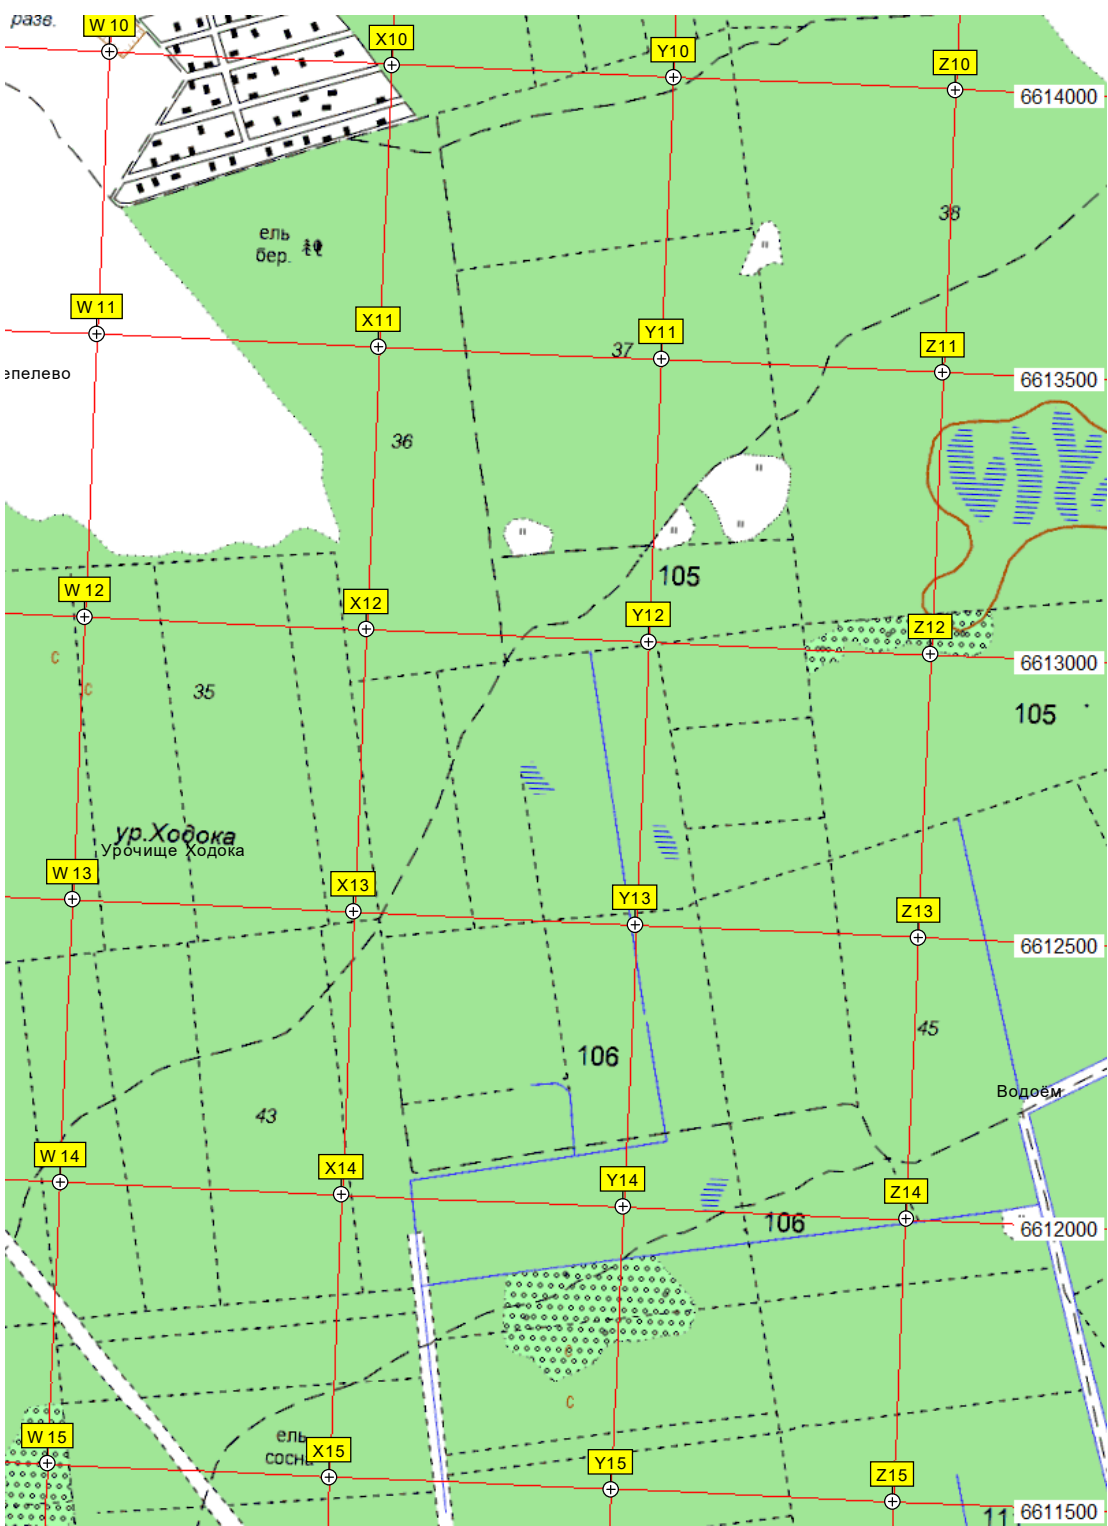 разв.
W 10
X10
Y10
Z10
6614000
38
ель
бер.
W 11
X11
Y11
Z11
37
епелево
6613500
36
105
W 12
X12
Y12
Z12
6613000
С
С
35
105
ур.Ходока
Урочище Ходока
W 13
X13
Y13
Z13
6612500
45
106
Водоём
43
W 14
X14
Y14
Z14
106
6612000
С
С
W 15
ель
сосна
X15
Y15
Z15
11
6611500